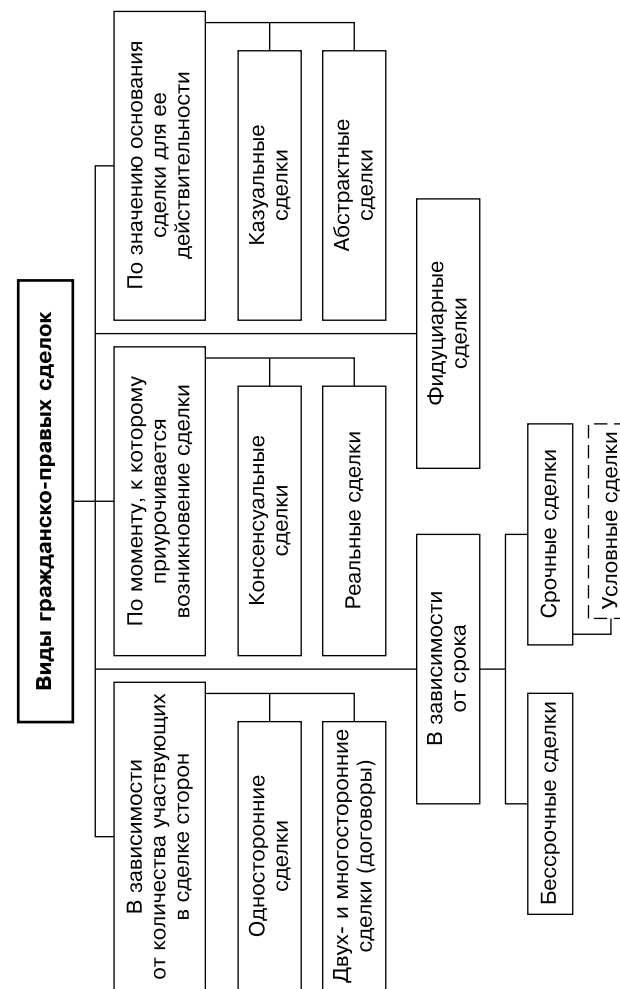 Виды гражданско-правых сделок
В зависимости
от количества участвующих
в сделке сторон
Односторонние
сделки
Двух- и многосторонние
сделки (договоры)
По моменту, к которому
приурочивается
возникновение сделки
Консенсуальные
сделки
Реальные сделки
По значению основания
сделки для ее
действительности
Казуальные
сделки
Абстрактные
сделки
В зависимости
от срока
Бессрочные сделки
Срочные сделки
Условные сделки
Фидуциарные
сделки